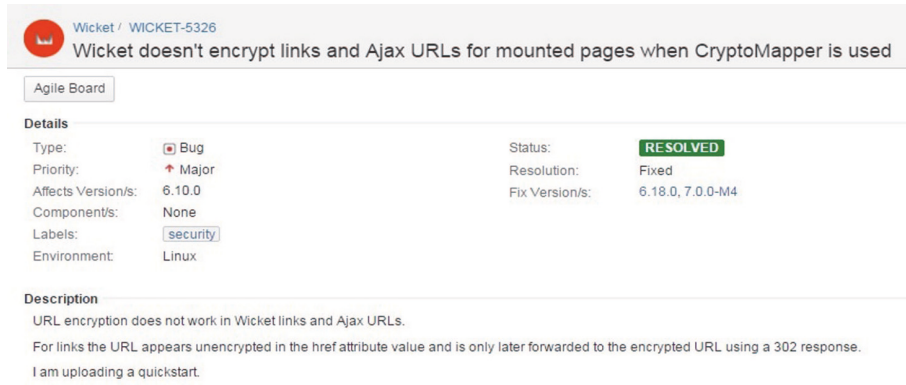 Wicket / WICKET-5326
Wicket doesn't encrypt links and Ajax URLs for mounted pages when CryptoMapper is used
Agile Board
Details
Type: Bug
Priority: Major
Affects Version/s: 6.10.0
Component/s: None
Labels: security
Environment: Linux
Status: RESOLVED
Resolution: Fixed
Fix Version/s: 6.18.0, 7.0.0-M4
Description
URL encryption does not work in Wicket links and Ajax URLs.
For links the URL appears unencrypted in the href attribute value and is only later forwarded to the encrypted URL using a 302 response.
I am uploading a quickstart.